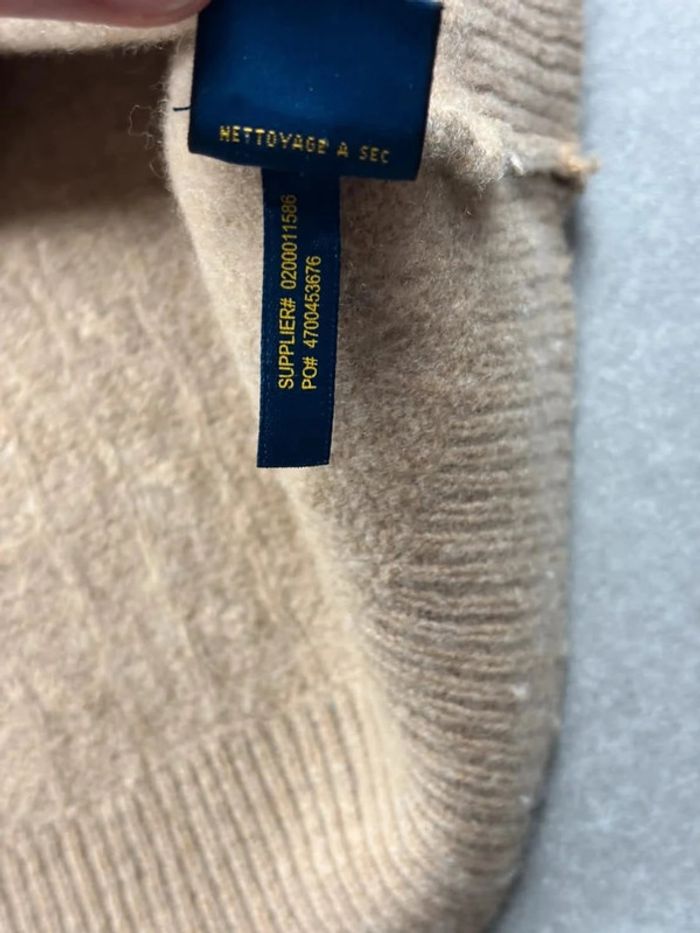 NETTOYAGE A SEC
SUPPLIER# 0200011586
PO# 4700453676